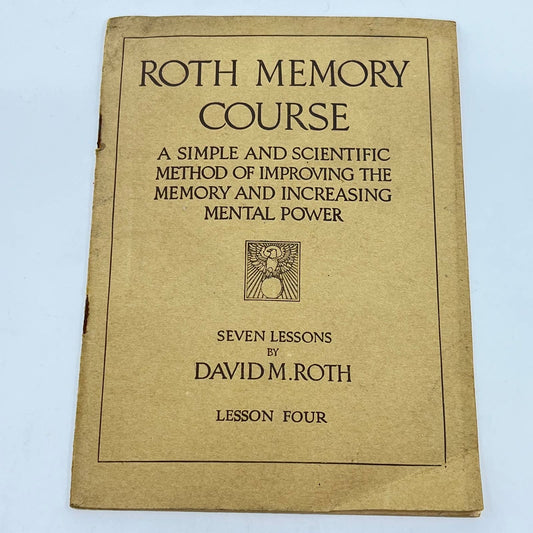 ROTH MEMORY
COURSE
A SIMPLE AND SCIENTIFIC
METHOD OF IMPROVING THE
MEMORY AND INCREASING
MENTAL POWER
SEVEN LESSONS
BY
DAVID M. ROTH
LESSON FOUR